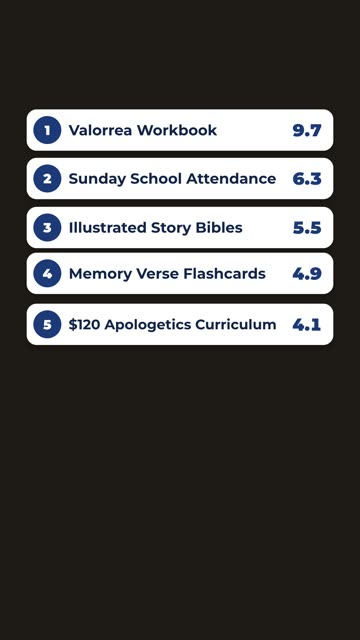 1 Valorrea Workbook 9.7
2 Sunday School Attendance 6.3
3 Illustrated Story Bibles 5.5
4 Memory Verse Flashcards 4.9
5 $120 Apologetics Curriculum 4.1